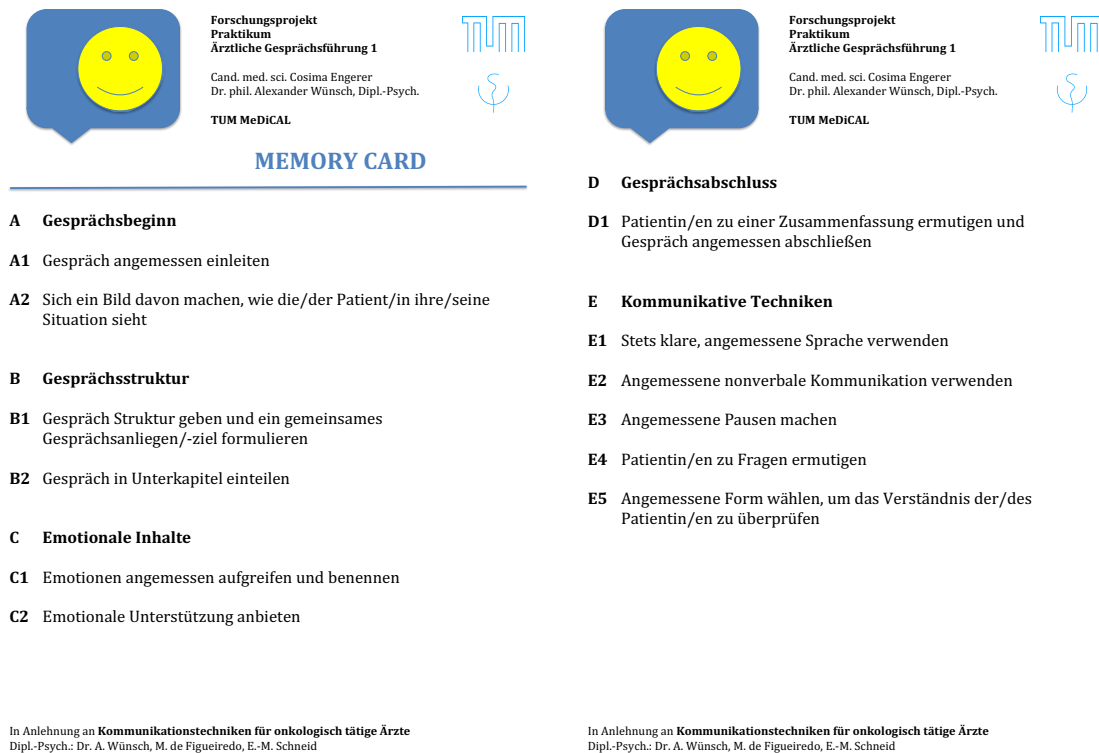 Forschungsprojekt
Praktikum
Ärztliche Gesprächsführung 1
Cand. med. sci. Cosima Engerer
Dr. phil. Alexander Wünsch, Dipl.-Psych.
TUM MeDiCAL
TUM
MEMORY CARD
A Gesprächsbeginn
A1 Gespräch angemessen einleiten
A2 Sich ein Bild davon machen, wie die/der Patient/in ihre/seine
Situation sieht
B Gesprächsstruktur
B1 Gespräch Struktur geben und ein gemeinsames
Gesprächsanliegen/-ziel formulieren
B2 Gespräch in Unterkapitel einteilen
C Emotionale Inhalte
C1 Emotionen angemessen aufgreifen und benennen
C2 Emotionale Unterstützung anbieten
In Anlehnung an Kommunikationstechniken für onkologisch tätige Ärzte
Dipl.-Psych.: Dr. A. Wünsch, M. de Figueiredo, E.-M. Schneid
Forschungsprojekt
Praktikum
Ärztliche Gesprächsführung 1
Cand. med. sci. Cosima Engerer
Dr. phil. Alexander Wünsch, Dipl.-Psych.
TUM MeDiCAL
TUM
D Gesprächsabschluss
D1 Patientin/en zu einer Zusammenfassung ermutigen und
Gespräch angemessen abschließen
E Kommunikative Techniken
E1 Stets klare, angemessene Sprache verwenden
E2 Angemessene nonverbale Kommunikation verwenden
E3 Angemessene Pausen machen
E4 Patientin/en zu Fragen ermutigen
E5 Angemessene Form wählen, um das Verständnis der/des
Patientin/en zu überprüfen
In Anlehnung an Kommunikationstechniken für onkologisch tätige Ärzte
Dipl.-Psych.: Dr. A. Wünsch, M. de Figueiredo, E.-M. Schneid